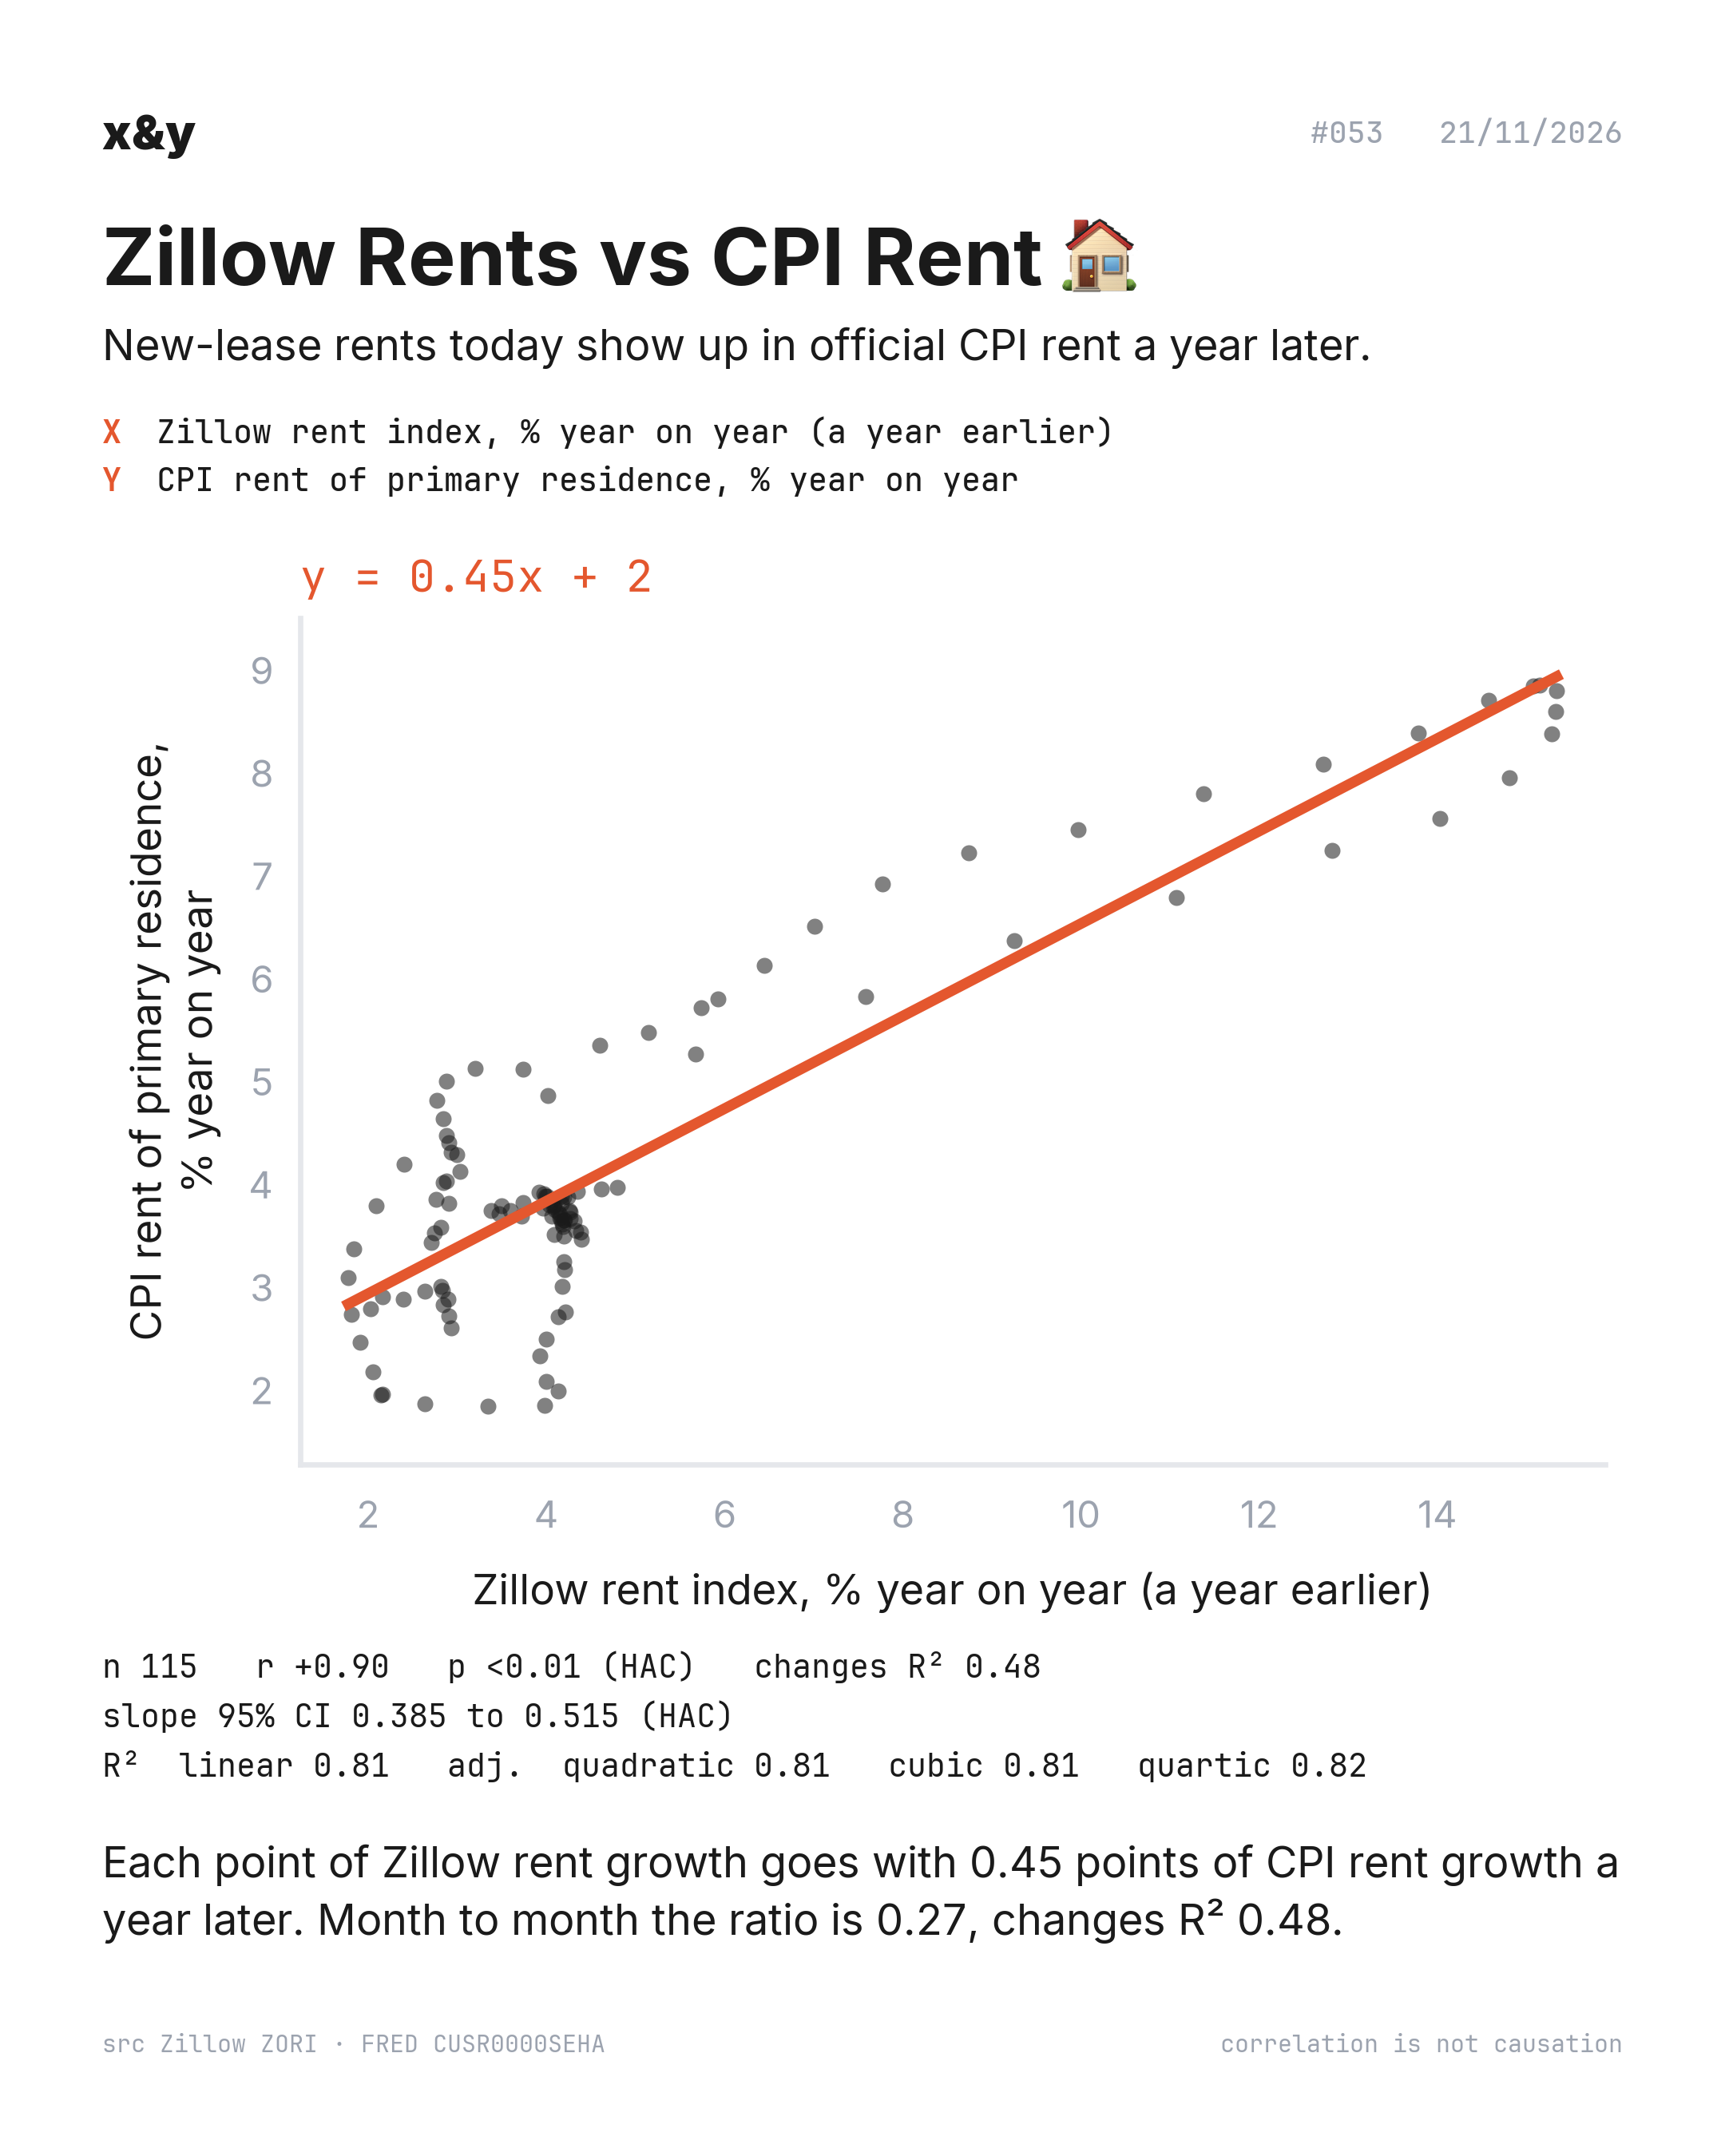 x&y
#053 21/11/2026
Zillow Rents vs CPI Rent
New-lease rents today show up in official CPI rent a year later.
X Zillow rent index, % year on year (a year earlier)
Y CPI rent of primary residence, % year on year
y = 0.45x + 2
9
8
7
6
5
4
3
2
CPI rent of primary residence,
% year on year
2 4 6 8 10 12 14
Zillow rent index, % year on year (a year earlier)
n 115 r +0.90 p <0.01 (HAC) changes R² 0.48
slope 95% CI 0.385 to 0.515 (HAC)
R² linear 0.81 adj. quadratic 0.81 cubic 0.81 quartic 0.82
Each point of Zillow rent growth goes with 0.45 points of CPI rent growth a
year later. Month to month the ratio is 0.27, changes R² 0.48.
src Zillow ZORI · FRED CUSR0000SEHA
correlation is not causation